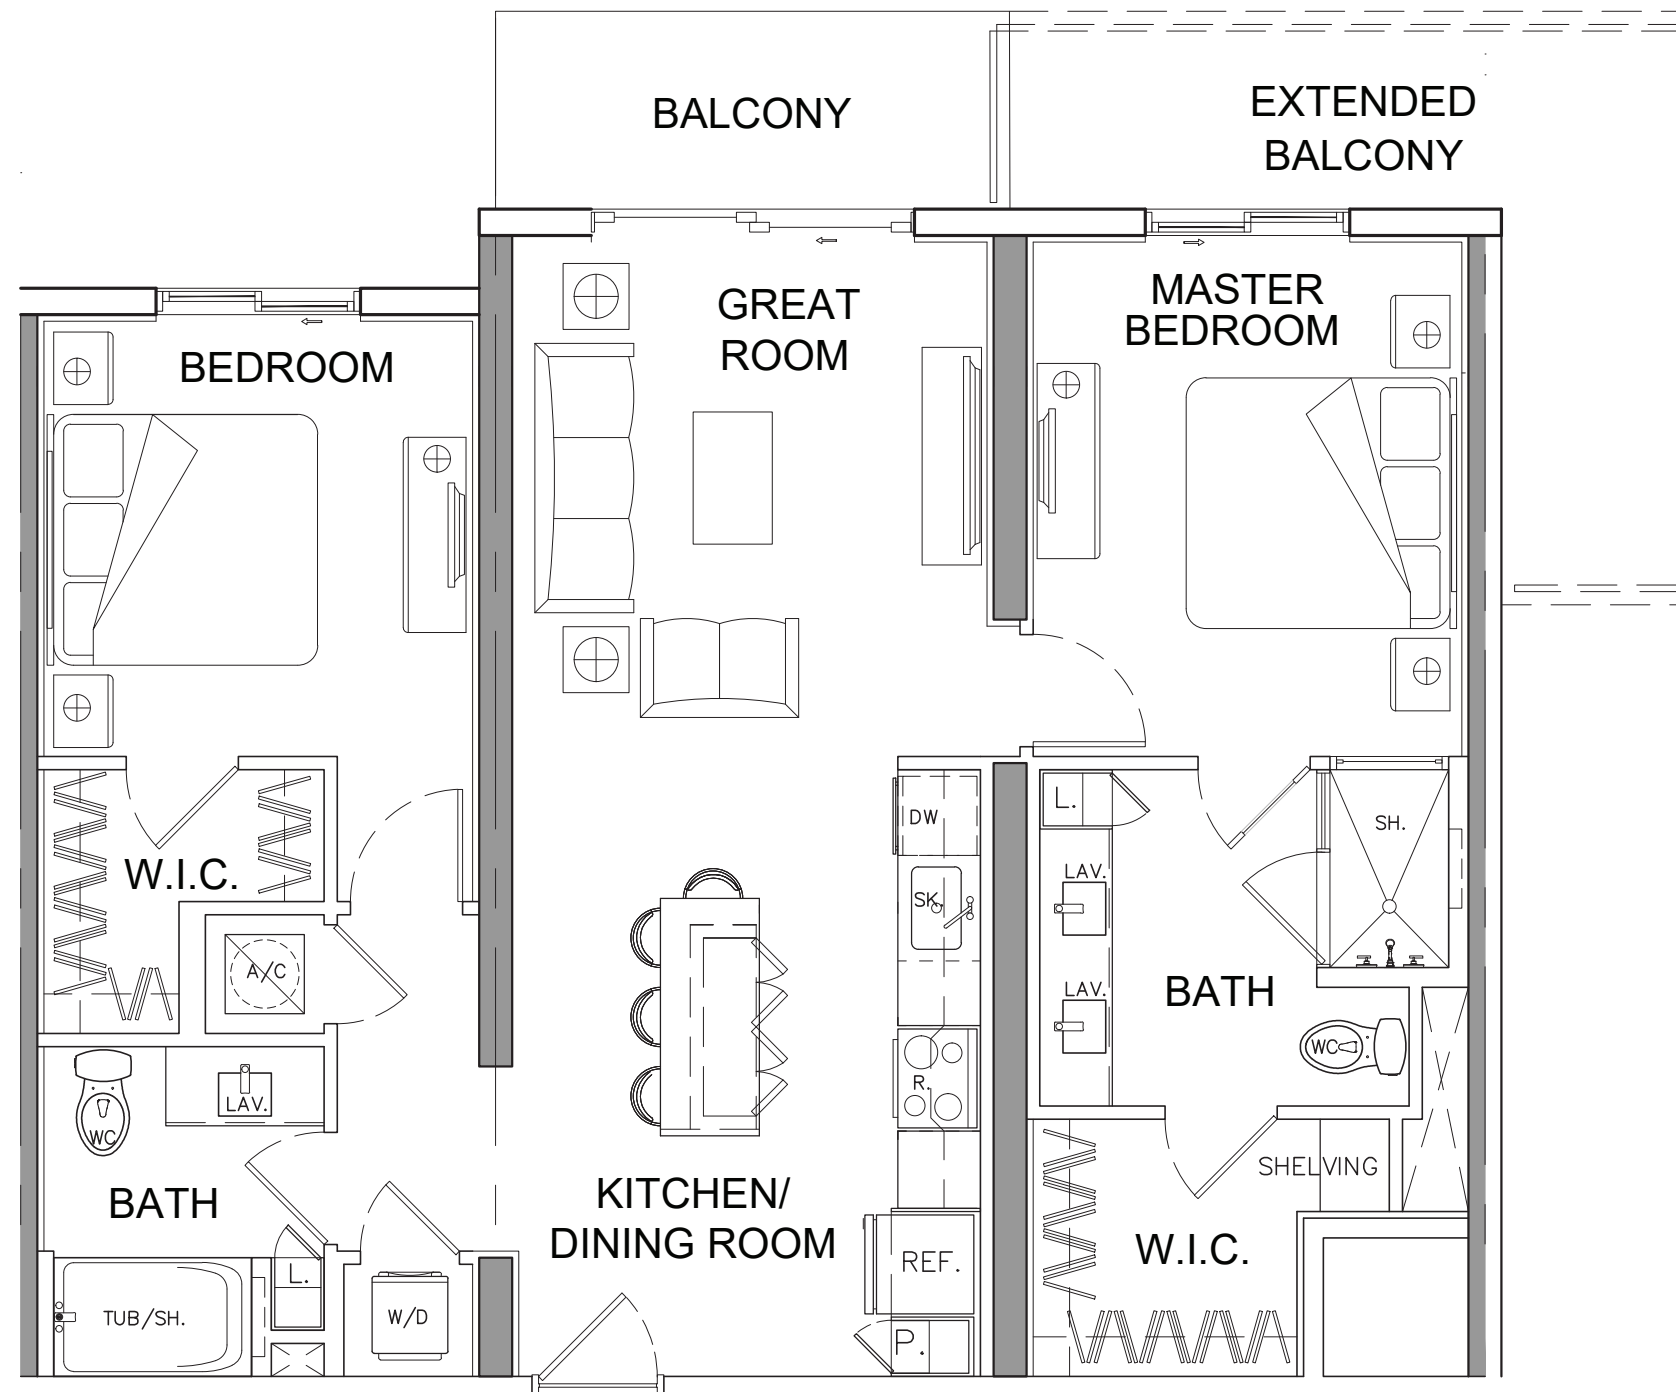 BALCONY
EXTENDED
BALCONY
BEDROOM
GREAT
ROOM
MASTER
BEDROOM
W.I.C.
A/C
DW
SK.
R.
L.
LAV.
LAV.
SH.
BATH
WC
LAV.
WC
BATH
L.
TUB/SH.
W/D
KITCHEN/
DINING ROOM
REF.
P.
SHELVING
W.I.C.